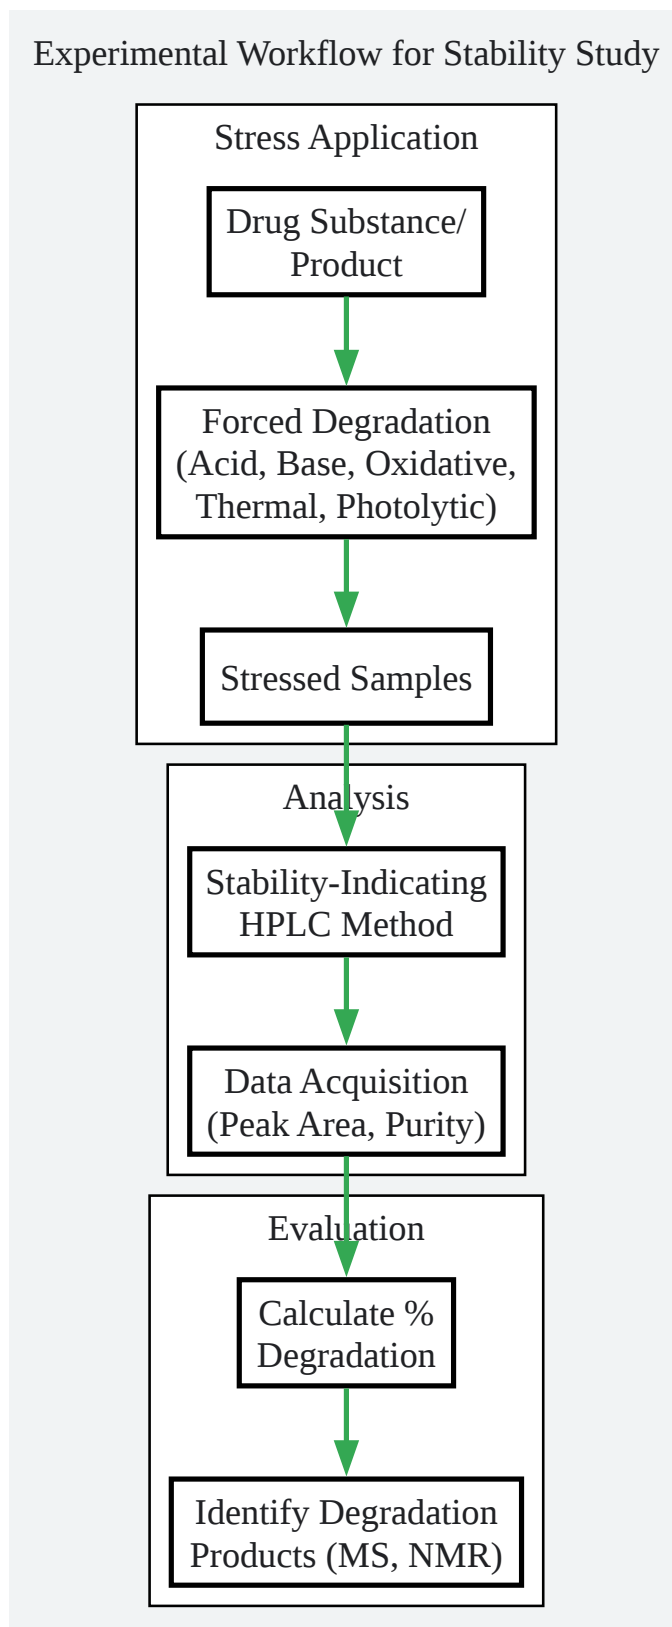 Experimental Workflow for Stability Study
Stress Application
Drug Substance/
Product
Forced Degradation
(Acid, Base, Oxidative,
Thermal, Photolytic)
Stressed Samples
Analysis
Stability-Indicating
HPLC Method
Data Acquisition
(Peak Area, Purity)
Evaluation
Calculate %
Degradation
Identify Degradation
Products (MS, NMR)